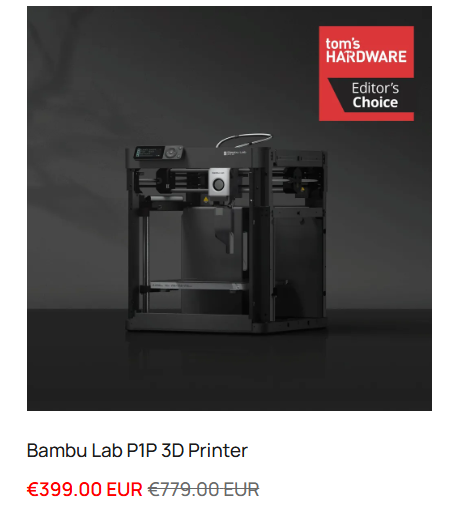 tom's
HARDWARE
Editor's
Choice
Bambu Lab P1P 3D Printer
€399.00 EUR €779.00 EUR